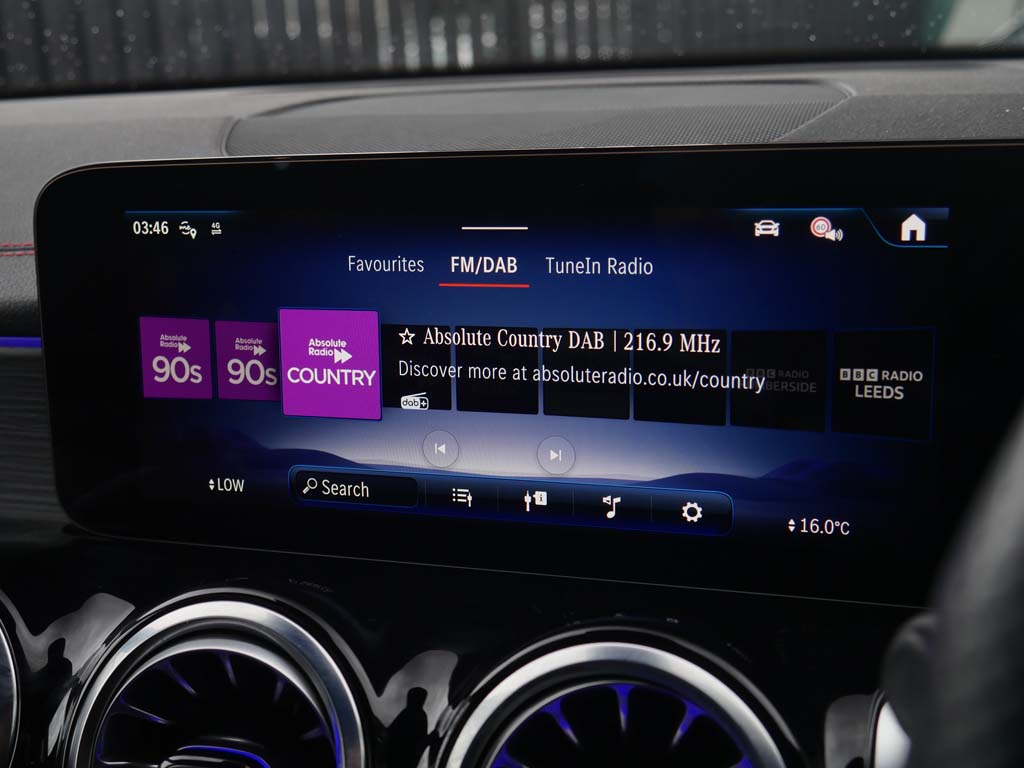 03:46
4G
60
Favourites FM/DAB TuneIn Radio
Absolute Radio
90s
Absolute Radio
90s
Absolute Radio
COUNTRY
☆ Absolute Country DAB | 216.9 MHz
Discover more at absoluteradio.co.uk/country
dab+
RADIO
BBC RADIO
LEEDS
LOW
Search
16.0°C